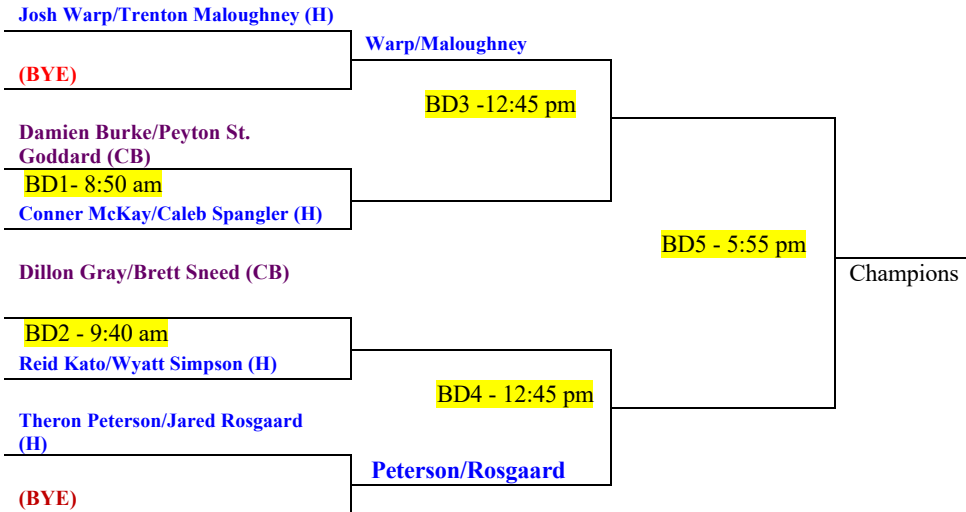 Josh Warp/Trenton Maloughney (H)
Warp/Maloughney
(BYE)
BD3 -12:45 pm
Damien Burke/Peyton St.
Goddard (CB)
BD1- 8:50 am
Conner McKay/Caleb Spangler (H)
BD5 - 5:55 pm
Dillon Gray/Brett Sneed (CB)
Champions
BD2 - 9:40 am
Reid Kato/Wyatt Simpson (H)
BD4 - 12:45 pm
Theron Peterson/Jared Rosgaard
(H)
Peterson/Rosgaard
(BYE)